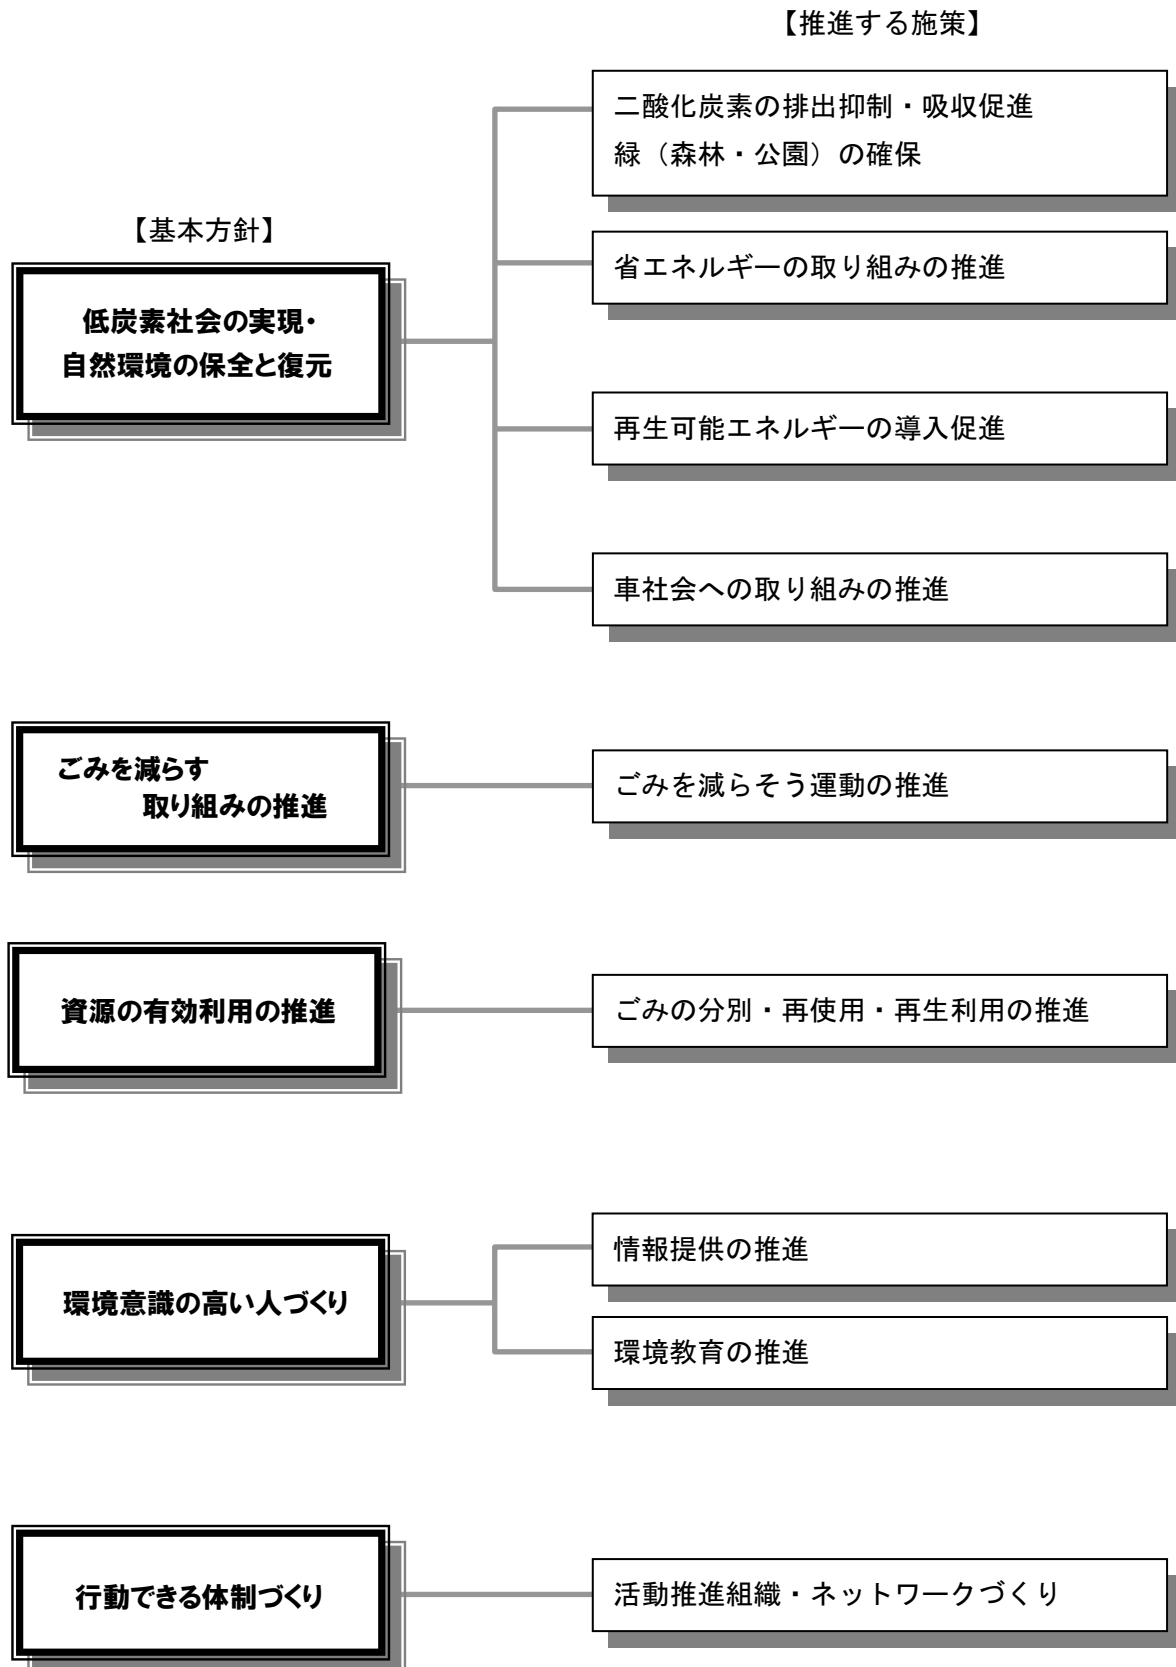 【推進する施策】
二酸化炭素の排出抑制・吸収促進
緑（森林・公園）の確保
【基本方針】
省エネルギーの取り組みの推進
低炭素社会の実現・
自然環境の保全と復元
再生可能エネルギーの導入促進
車社会への取り組みの推進
ごみを減らす
取り組みの推進
ごみを減らそう運動の推進
資源の有効利用の推進
ごみの分別・再使用・再生利用の推進
環境意識の高い人づくり
情報提供の推進
環境教育の推進
行動できる体制づくり
活動推進組織・ネットワークづくり